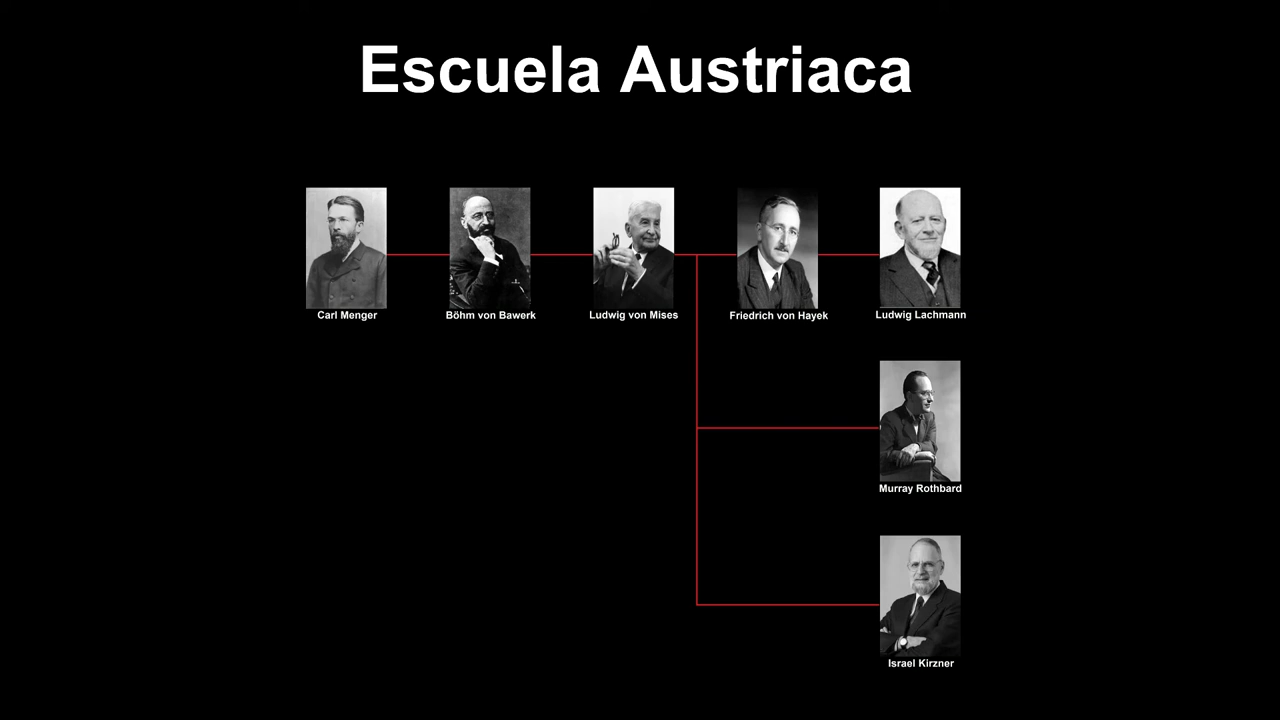 Escuela Austriaca
Carl Menger
Böhm von Bawerk
Ludwig von Mises
Friedrich von Hayek
Ludwig Lachmann
Murray Rothbard
Israel Kirzner